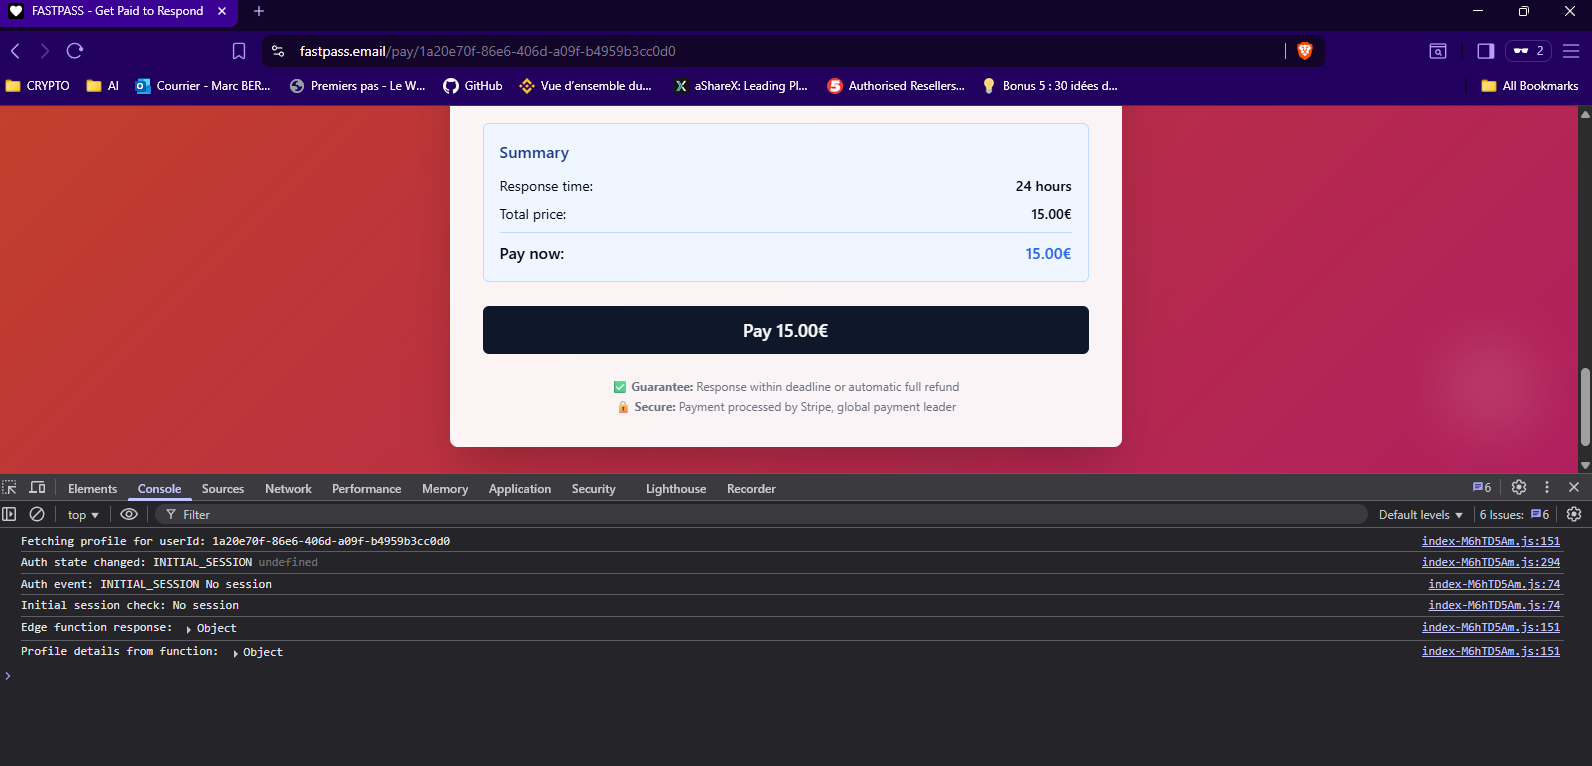 FASTPASS - Get Paid to Respond
fastpass.email/pay/1a20e70f-86e6-406d-a09f-b4959b3cc0d0
2
CRYPTO
AI
Courrier - Marc BER...
Premiers pas - Le W...
GitHub
Vue d'ensemble du...
aShareX: Leading Pl...
Authorised Resellers...
Bonus 5 : 30 idées d...
All Bookmarks
Summary
Response time: 24 hours
Total price: 15.00€
Pay now: 15.00€
Pay 15.00€
✅ Guarantee: Response within deadline or automatic full refund
🔒 Secure: Payment processed by Stripe, global payment leader
Elements Console Sources Network Performance Memory Application Security Lighthouse Recorder 6
top Filter Default levels 6 Issues: 6
Fetching profile for userId: 1a20e70f-86e6-406d-a09f-b4959b3cc0d0 index-M6hTD5Am.js:151
Auth state changed: INITIAL_SESSION undefined index-M6hTD5Am.js:294
Auth event: INITIAL_SESSION No session index-M6hTD5Am.js:74
Initial session check: No session index-M6hTD5Am.js:74
Edge function response: Object index-M6hTD5Am.js:151
Profile details from function: Object index-M6hTD5Am.js:151